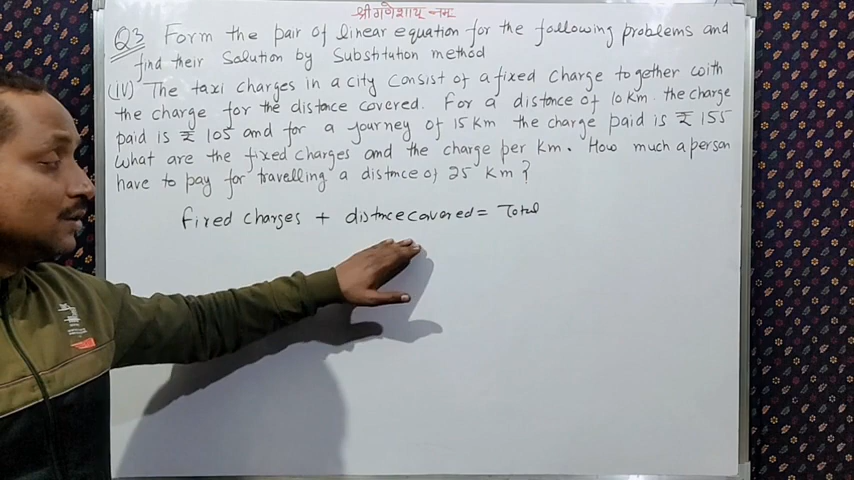 श्री गणेशाय नमः
Q3 Form the pair of linear equation for the following problems and
find their Solution by Substitution method
(IV) The taxi charges in a city consist of a fixed charge together with
the charge for the distance covered. For a distance of 10 Km. the charge
paid is ₹ 105 and for a journey of 15 Km the charge paid is ₹ 155
What are the fixed charges and the charge per Km. How much a person
have to pay for travelling a distance of 25 Km ?
fixed charges + distance covered = Total